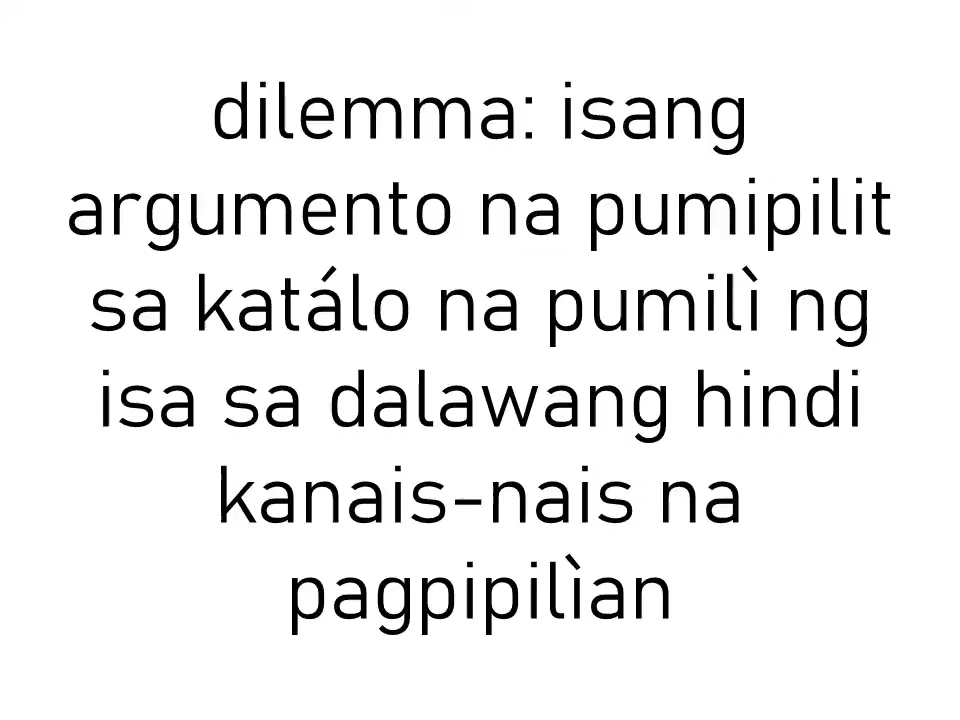 dilemma: isang
argumento na pumipilit
sa katálo na pumilì ng
isa sa dalawang hindi
kanais-nais na
pagpipilìan